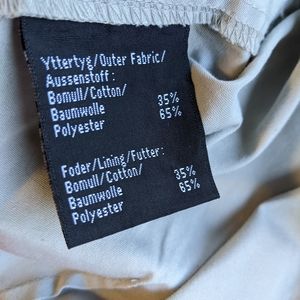 Yttertyg/Outer Fabric/
Aussenstoff:
Bomull/Cotton/
Baumwolle 35%
Polyester 65%
Foder/Lining/Futter:
Bomull/Cotton/
Baumwolle 35%
Polyester 65%